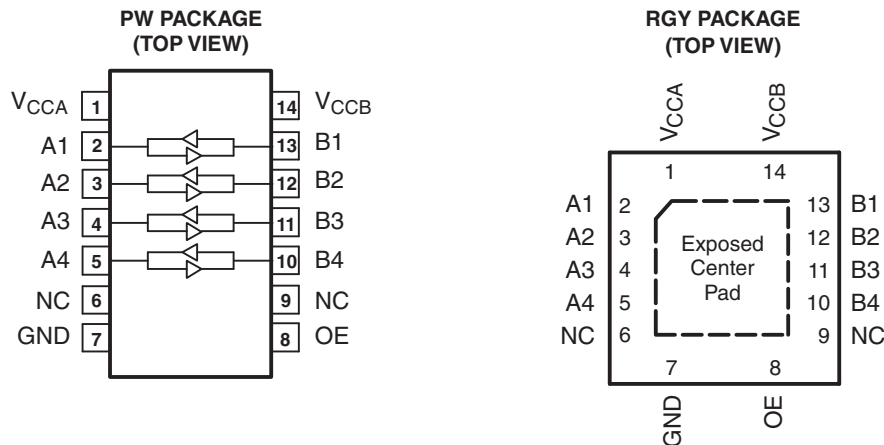 PW PACKAGE
(TOP VIEW)
VCCA 1 14 VCCB
A1 2 13 B1
A2 3 12 B2
A3 4 11 B3
A4 5 10 B4
NC 6 9 NC
GND 7 8 OE
RGY PACKAGE
(TOP VIEW)
VCCA VCCB
1 14
A1 2 13 B1
A2 3 12 B2
A3 4 11 B3
A4 5 10 B4
NC 6 9 NC
Exposed
Center
Pad
7 8
GND OE